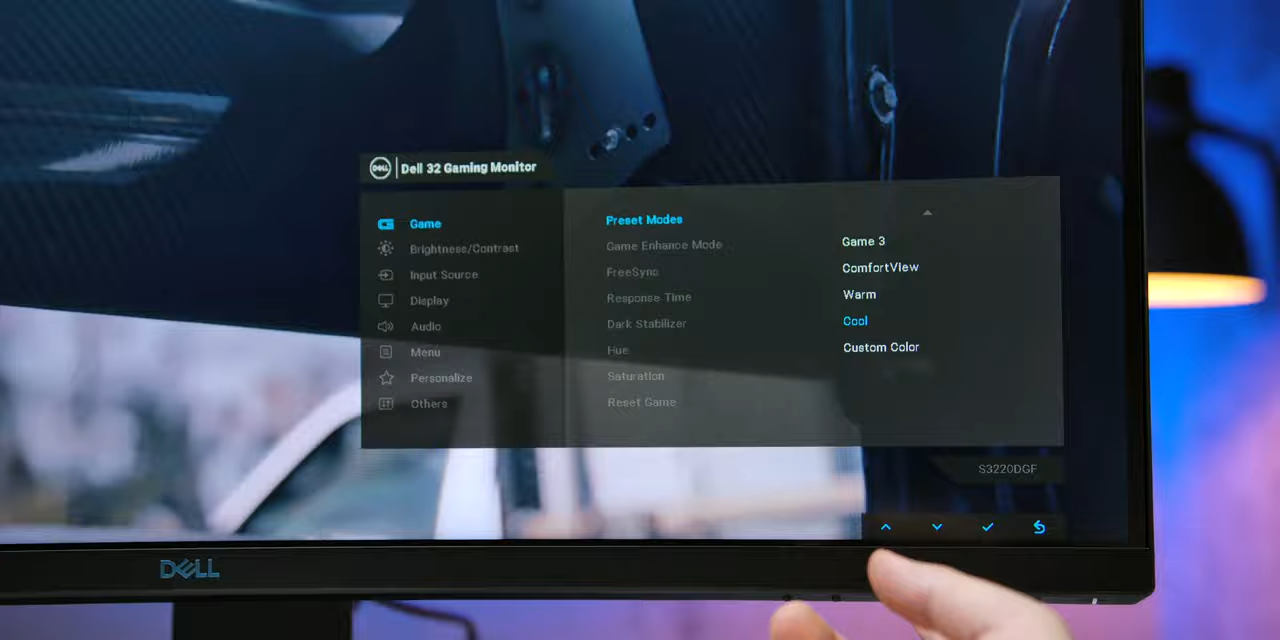 DELL
Dell 32 Gaming Monitor
Game
Brightness/Contrast
Input Source
Display
Audio
Menu
Personalize
Others
Preset Modes
Game Enhance Mode
FreeSync
Response Time
Dark Stabilizer
Hue
Saturation
Reset Game
Game 3
ComfortView
Warm
Cool
Custom Color
S3220DGF
DELL